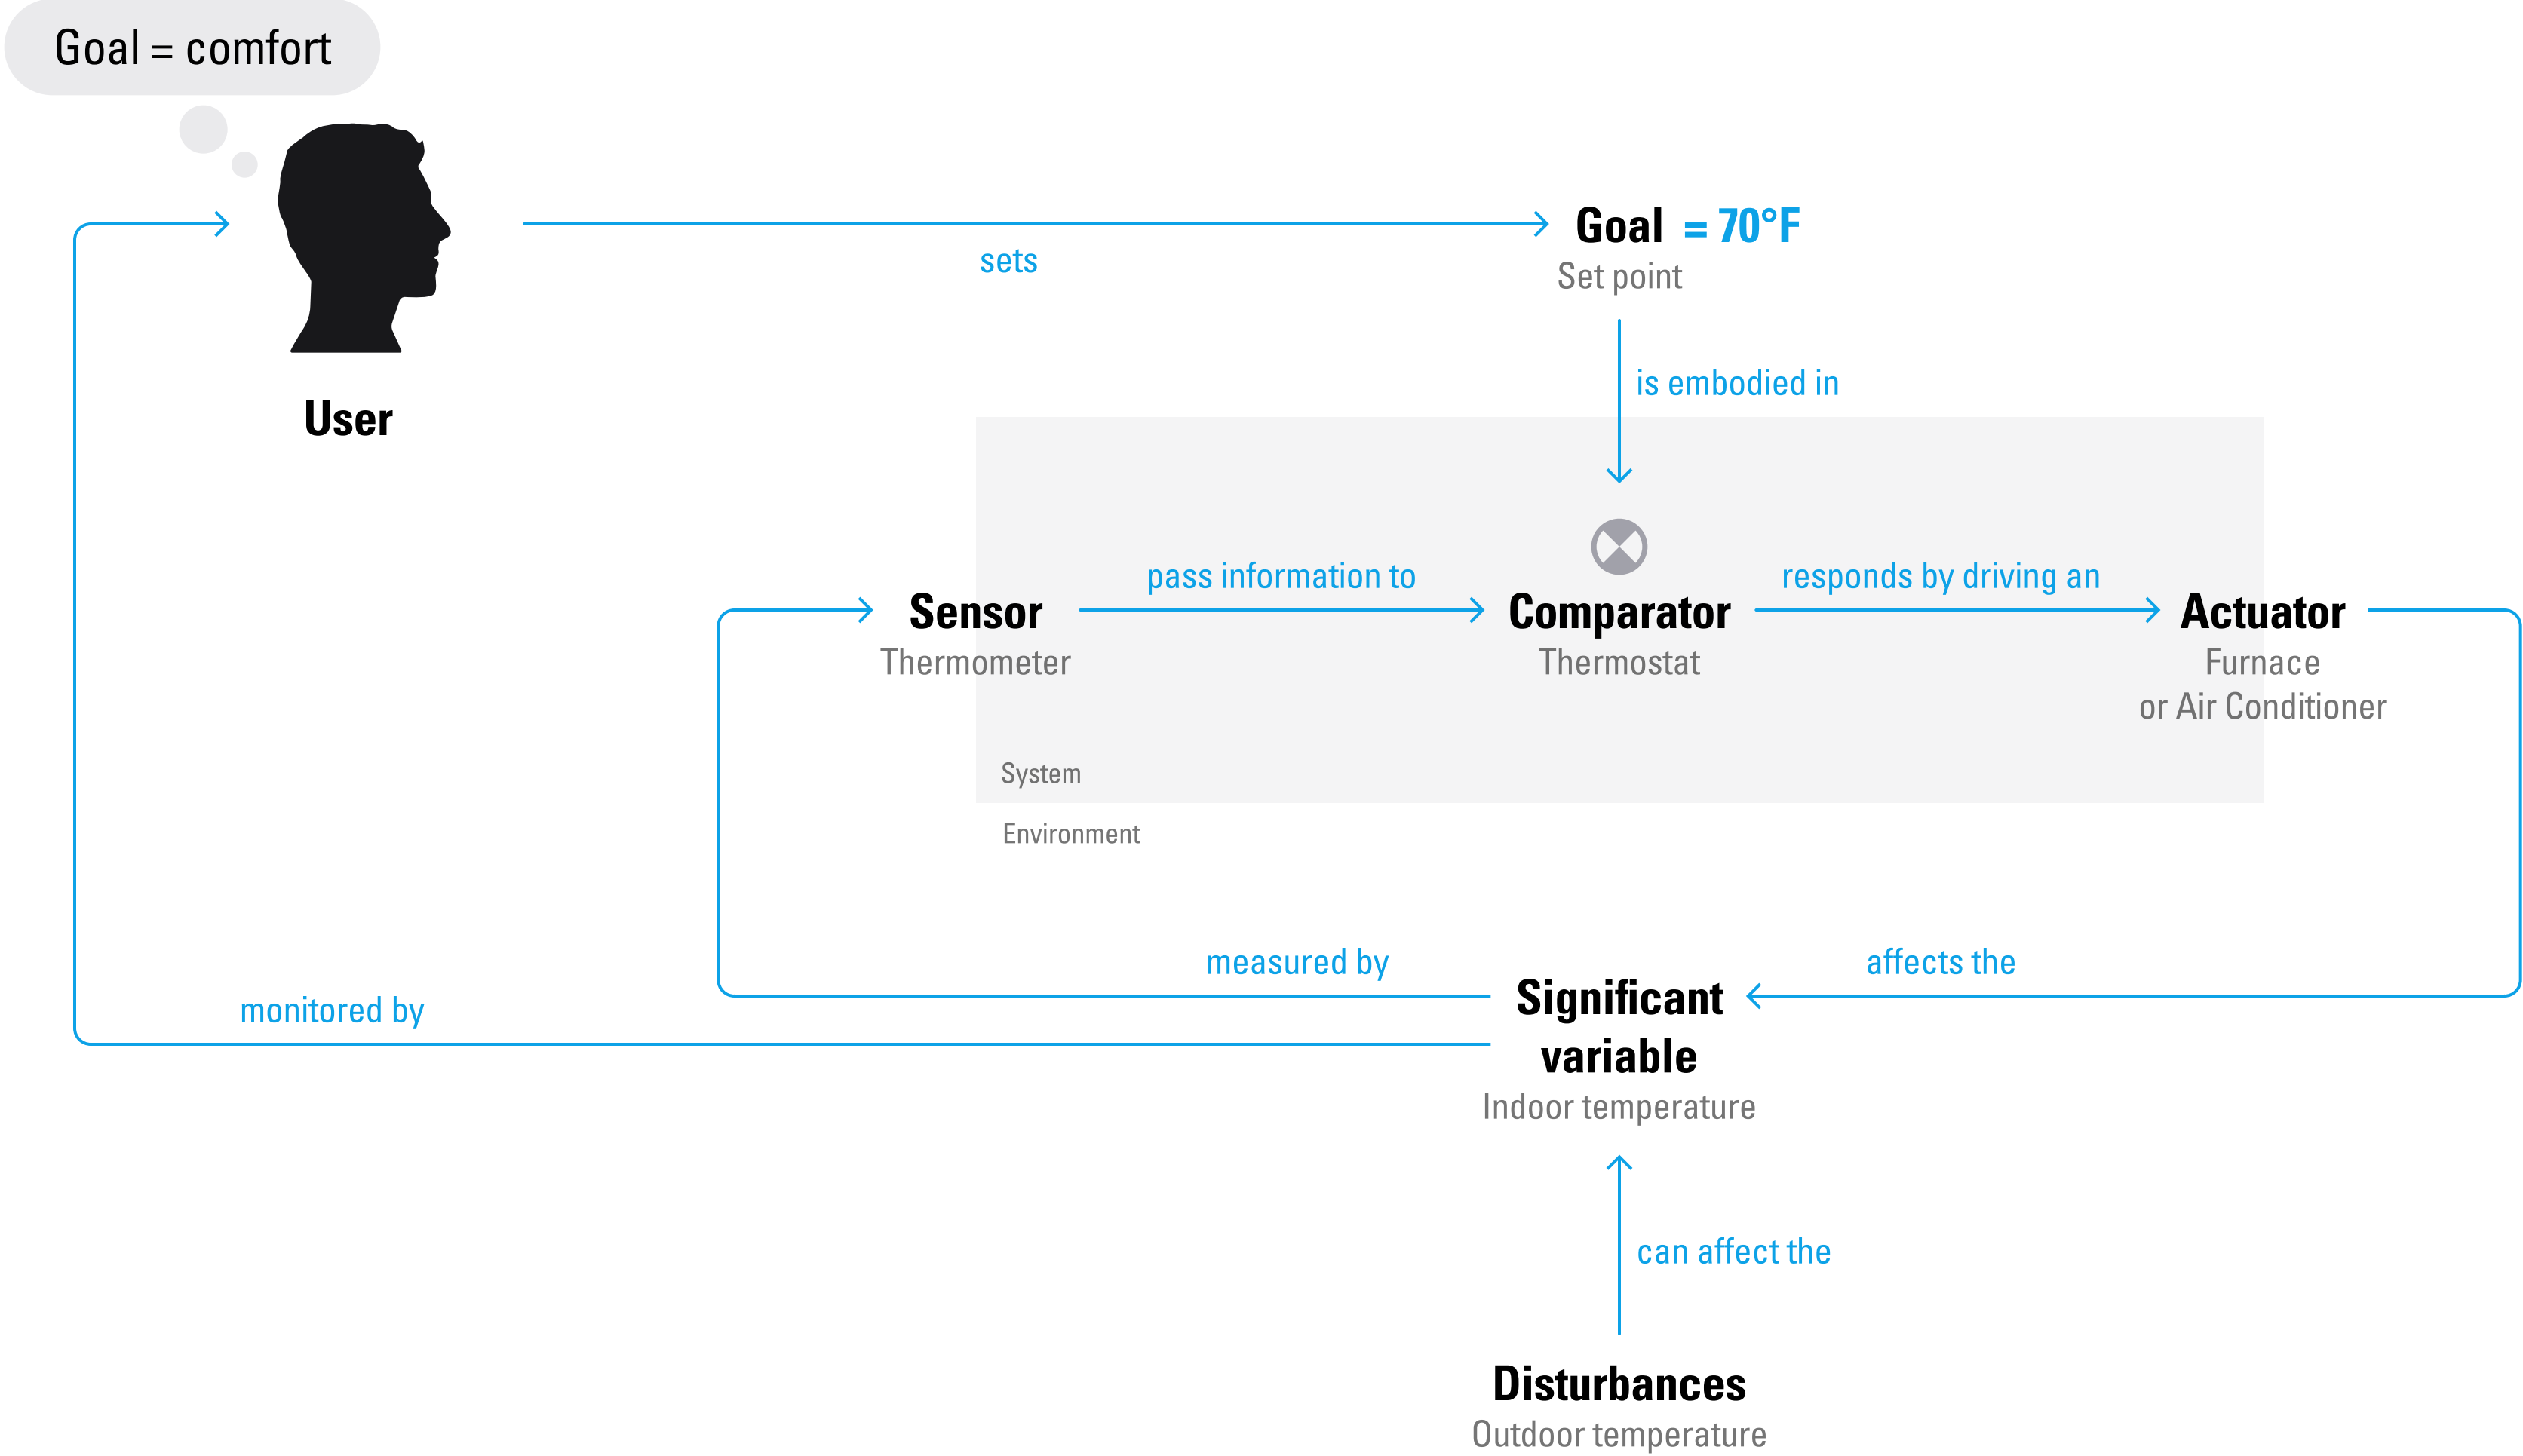 Goal = comfort
User
sets
Goal = 70°F
Set point
is embodied in
Sensor
Thermometer
pass information to
Comparator
Thermostat
responds by driving an
Actuator
Furnace
or Air Conditioner
System
Environment
measured by
affects the
monitored by
Significant
variable
Indoor temperature
can affect the
Disturbances
Outdoor temperature